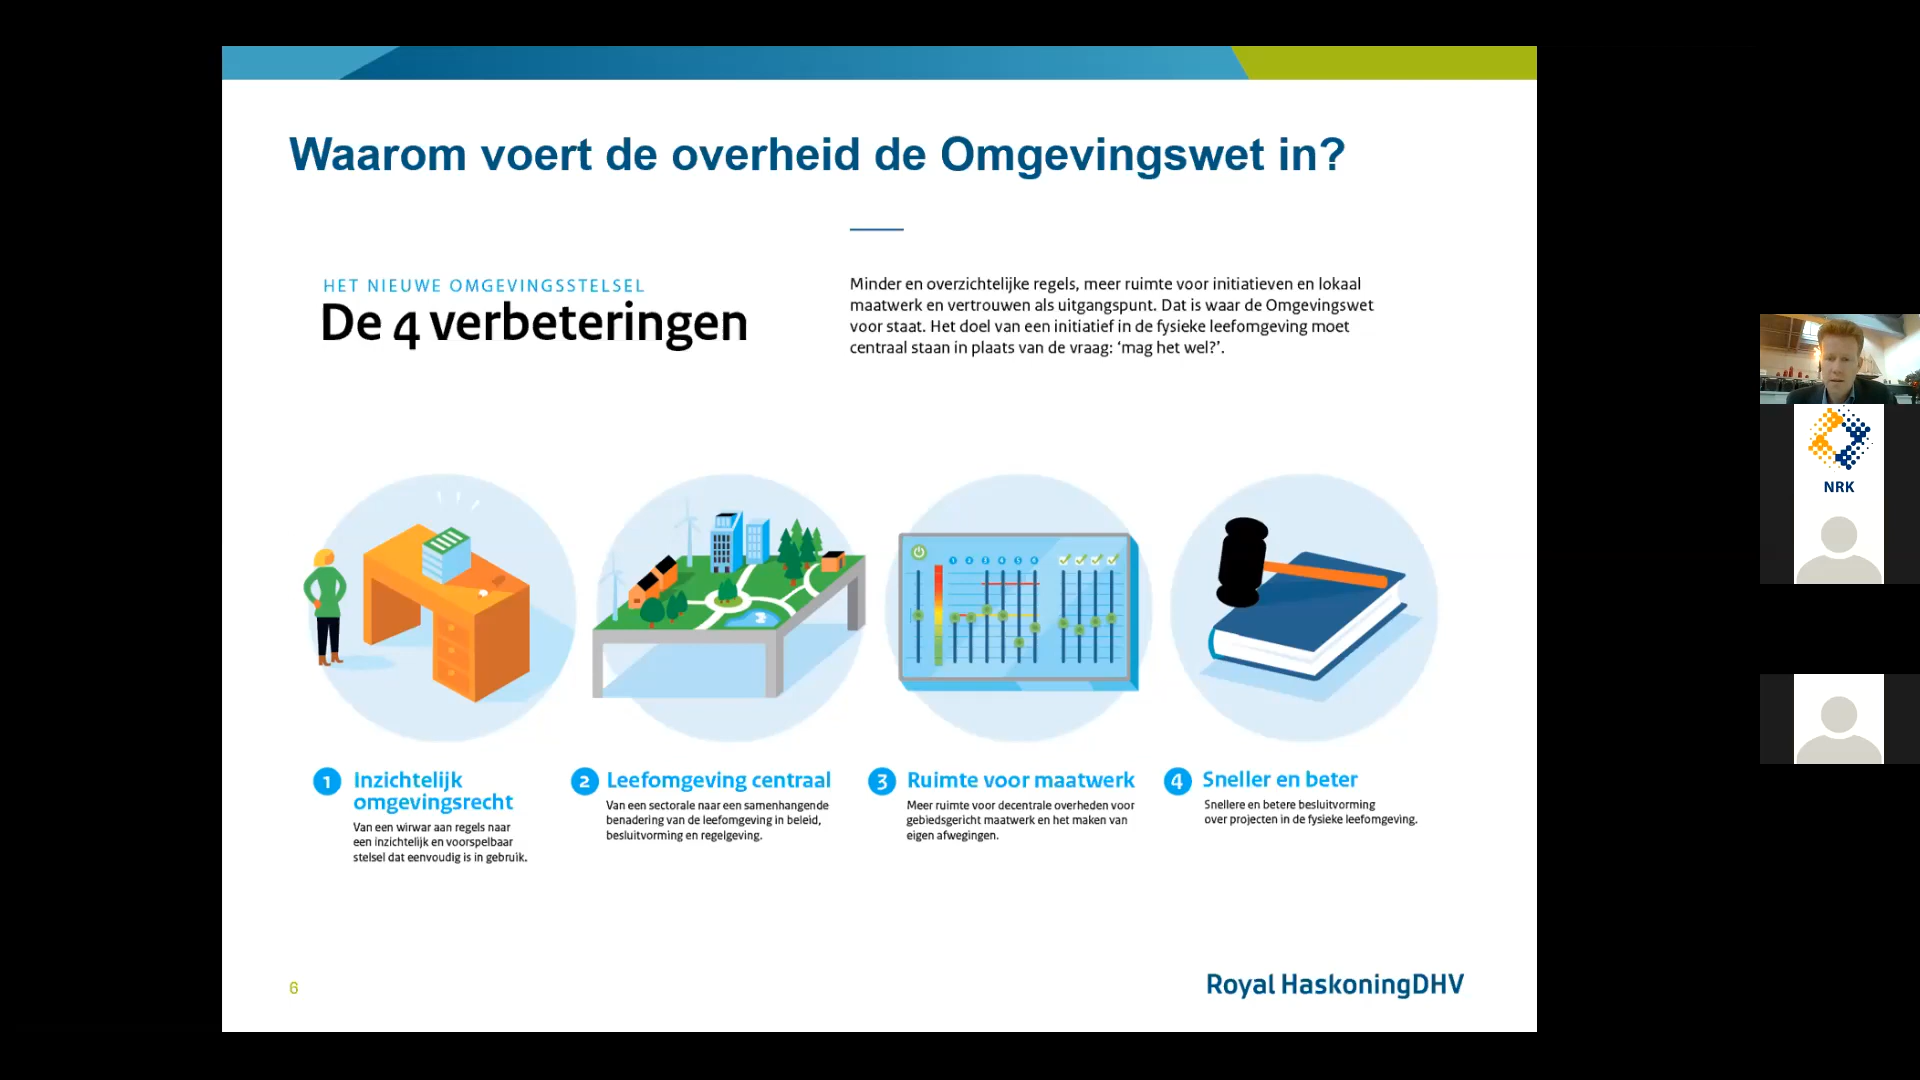 Waarom voert de overheid de Omgevingswet in?
HET NIEUWE OMGEVINGSSTELSEL
De 4 verbeteringen
Minder en overzichtelijke regels, meer ruimte voor initiatieven en lokaal
maatwerk en vertrouwen als uitgangspunt. Dat is waar de Omgevingswet
voor staat. Het doel van een initiatief in de fysieke leefomgeving moet
centraal staan in plaats van de vraag: ‘mag het wel?’.
NRK
1 2 3 4 5 6
1 Inzichtelijk
omgevingsrecht
Van een wirwar aan regels naar
een inzichtelijk en voorspelbaar
stelsel dat eenvoudig is in gebruik.
2 Leefomgeving centraal
Van een sectorale naar een samenhangende
benadering van de leefomgeving in beleid,
besluitvorming en regelgeving.
3 Ruimte voor maatwerk
Meer ruimte voor decentrale overheden voor
gebiedsgericht maatwerk en het maken van
eigen afwegingen.
4 Sneller en beter
Snellere en betere besluitvorming
over projecten in de fysieke leefomgeving.
6
Royal HaskoningDHV